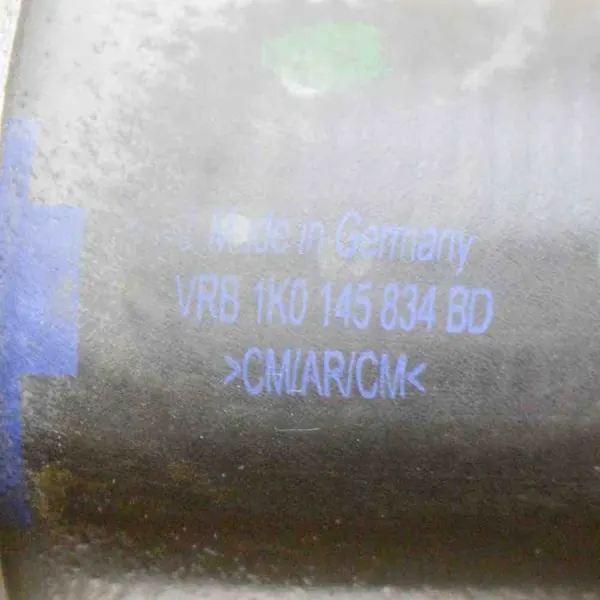 Made in Germany
VRB 1K0 145 834 BD
>CM/AR/CM<